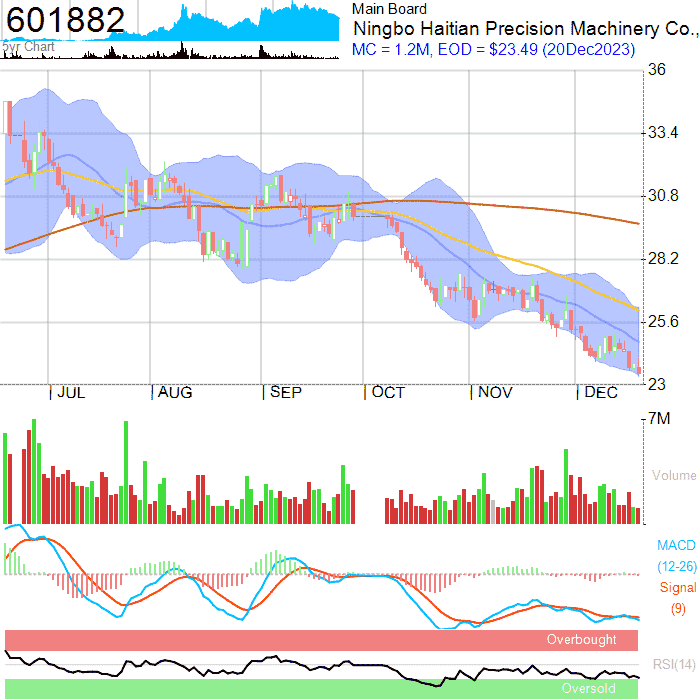 601882
Main Board
Ningbo Haitian Precision Machinery Co.,
5yr Chart
MC = 1.2M, EOD = $23.49 (20Dec2023)
36
33.4
30.8
28.2
25.6
23
| JUL
| AUG
| SEP
| OCT
| NOV
| DEC
7M
Volume
MACD
(12-26)
Signal
(9)
Overbought
RSI(14)
Oversold